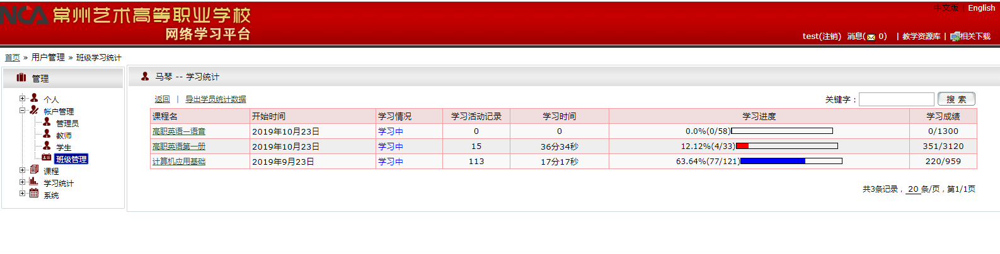 中文版 | English
NCA 常州艺术高等职业学校
网络学习平台
test(注销) 消息( 0) | 教学资源库 | 相关下载
首页 » 用户管理 » 班级学习统计
管理
个人
帐户管理
管理员
教师
学生
班级管理
课程
学习统计
系统
马琴 -- 学习统计
返回 | 导出学员统计数据 关键字： 搜 索
课程名 开始时间 学习情况 学习活动记录 学习时间 学习进度 学习成绩
高职英语—语音 2019年10月23日 学习中 0 0 0.0%(0/58) 0/1300
高职英语第一册 2019年10月23日 学习中 15 36分34秒 12.12%(4/33) 351/3120
计算机应用基础 2019年9月23日 学习中 113 17分17秒 63.64%(77/121) 220/959
共3条记录，20 条/页，第1/1页